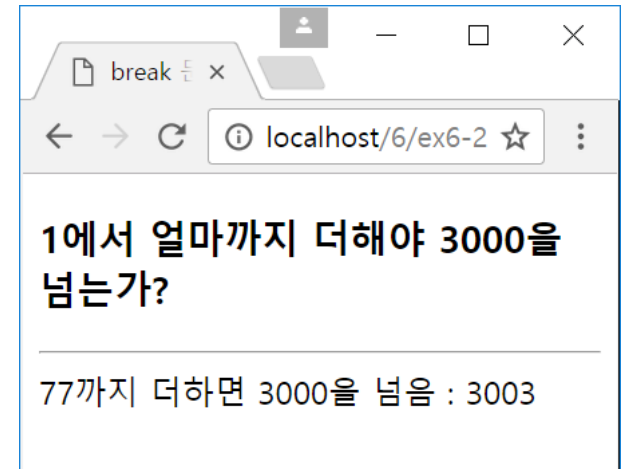 break
localhost/6/ex6-2
1에서 얼마까지 더해야 3000을
넘는가?
77까지 더하면 3000을 넘음 : 3003